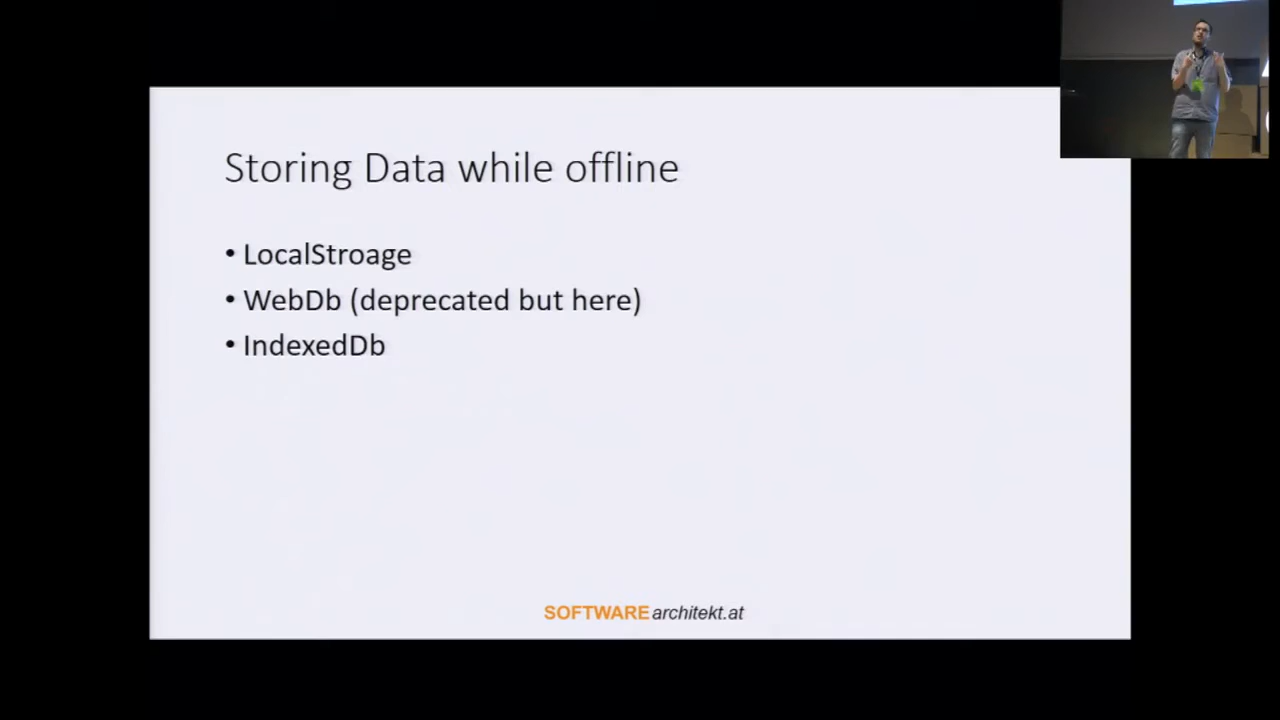 Storing Data while offline
• LocalStroage
• WebDb (deprecated but here)
• IndexedDb
SOFTWAREarchitekt.at